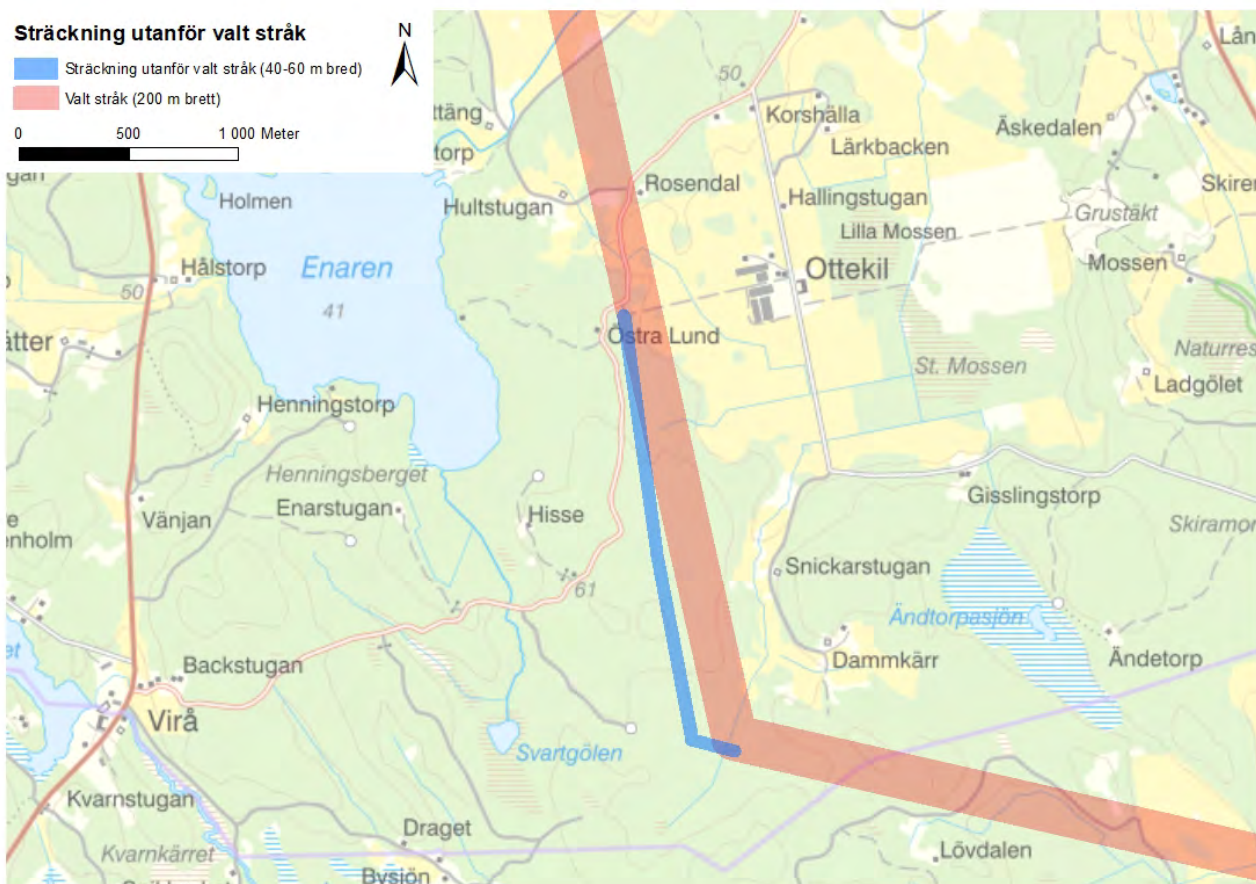 Sträckning utanför valt stråk
N
Sträckning utanför valt stråk (40-60 m bred)
Valt stråk (200 m brett)
0 500 1 000 Meter
50
Korshälla
Lärkbacken
Äskedalen
Holmen
Hultstugan
Rosendal
Hallingstugan
Grustäkt
Lilla Mossen
Mossen
Hålstorp
50
Enaren
41
Ottekil
Östra Lund
St. Mossen
Ladgölet
Henningstorp
Henningsberget
Enarstugan
Hisse
Vänjan
Gisslingstorp
61
Snickarstugan
Ändtorpasjön
Backstugan
Dammkärr
Ändetorp
Virå
Svartgölen
Kvarnstugan
Draget
Kvarnkärret
Lövdalen
Bysjön